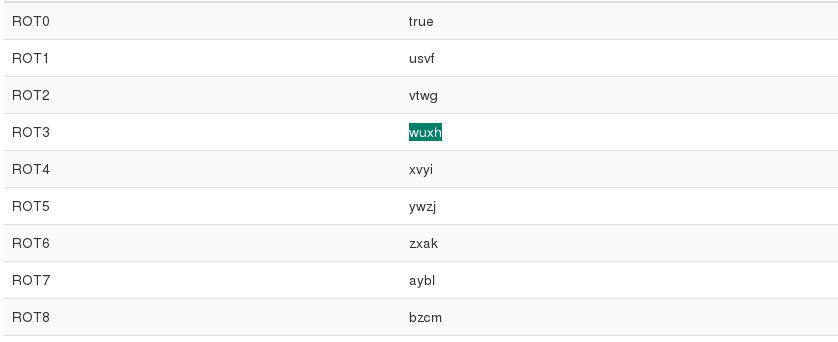 ROT0 true
ROT1 usvf
ROT2 vtwg
ROT3 wuxh
ROT4 xvyi
ROT5 ywzj
ROT6 zxak
ROT7 aybl
ROT8 bzcm